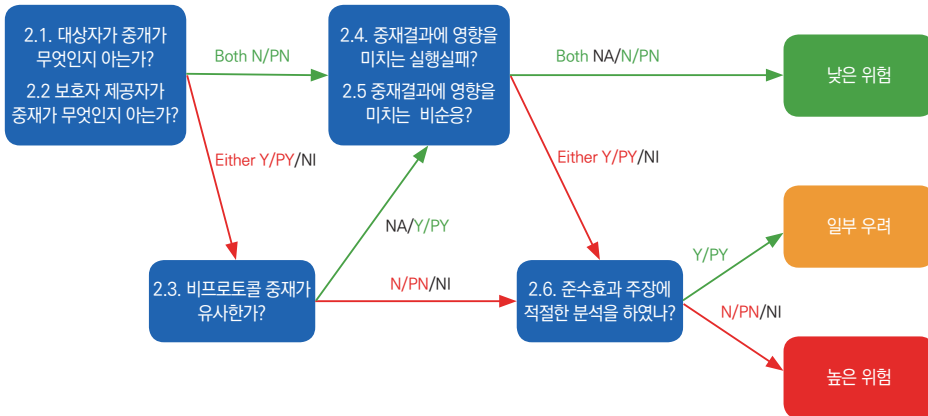 2.1. 대상자가 중개가
무엇인지 아는가?
2.2 보호자 제공자가
중재가 무엇인지 아는가?
Both N/PN
2.4. 중재결과에 영향을
미치는 실행실패?
2.5 중재결과에 영향을
미치는 비순응?
Both NA/N/PN
낮은 위험
Either Y/PY/NI
Either Y/PY/NI
NA/Y/PY
일부 우려
Y/PY
2.3. 비프로토콜 중재가
유사한가?
N/PN/NI
2.6. 준수효과 주장에
적절한 분석을 하였나?
N/PN/NI
높은 위험